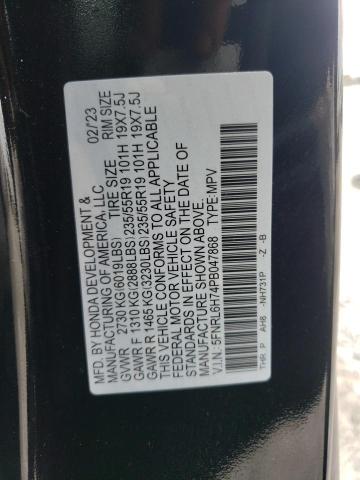 MFD. BY HONDA DEVELOPMENT & 02/23
MANUFACTURING OF AMERICA, LLC.
GVWR 2730 KG(6019LBS) TIRE SIZE RIM SIZE
GAWR F 1310 KG(2888LBS)235/55R19 101H 19X7.5J
GAWR R 1465 KG(3230LBS)235/55R19 101H 19X7.5J
THIS VEHICLE CONFORMS TO ALL APPLICABLE
FEDERAL MOTOR VEHICLE SAFETY
STANDARDS IN EFFECT ON THE DATE OF
MANUFACTURE SHOWN ABOVE.
V.I.N.: 5FNRL6H74PB047868 TYPE:MPV
THR P AH8 -NH731P -Z -B